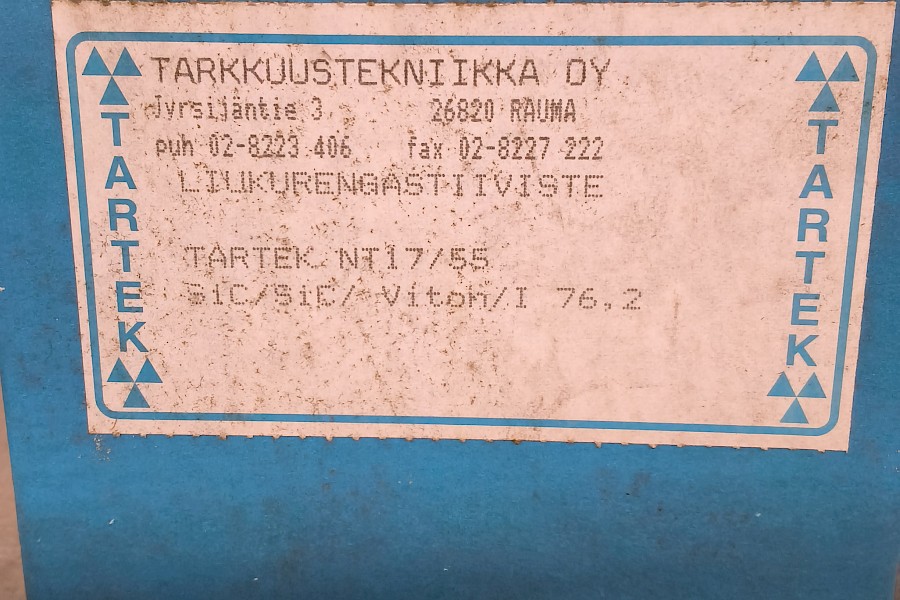 TARKKUUSTEKNIIKKA OY
Jyrsijäntie 3 26820 RAUMA
puh 02-8223 406 fax 02-8227 222
LIUKURENGASTIIVISTE
TARTEK NT17/55
SiC/SiC/ Viton/I 76,2
TARTEK
TARTEK